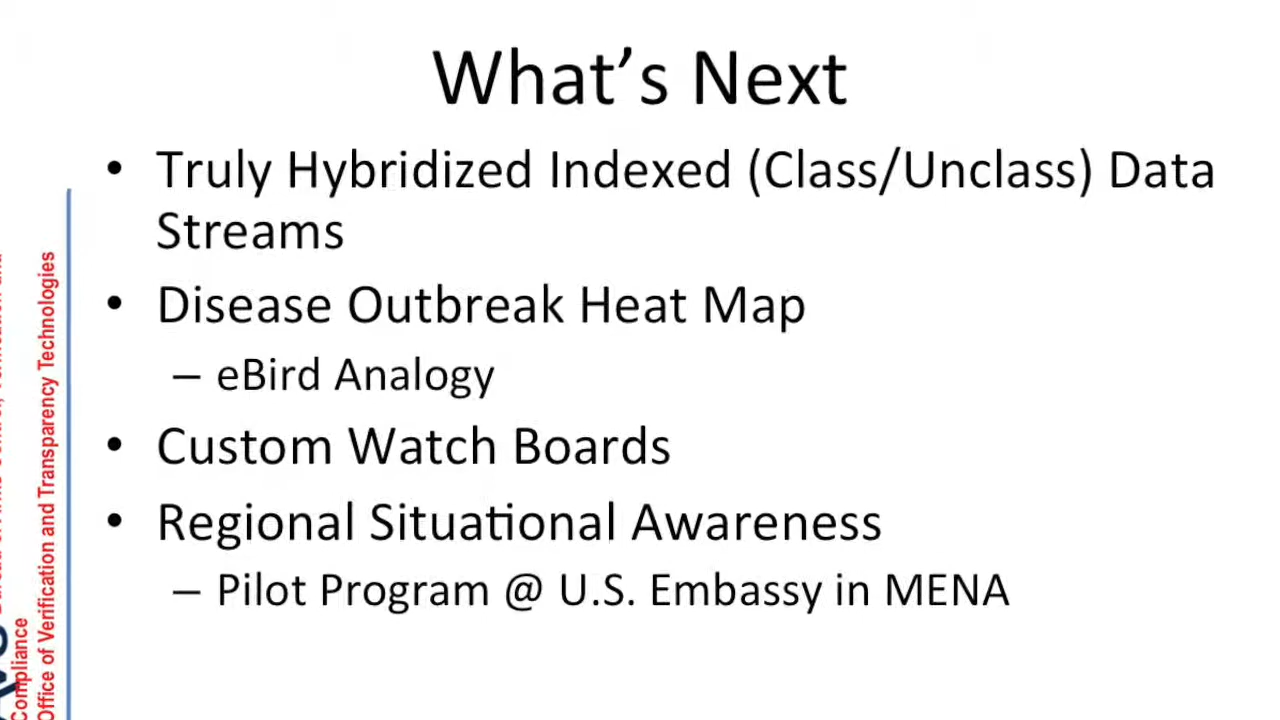 What's Next
• Truly Hybridized Indexed (Class/Unclass) Data
Streams
• Disease Outbreak Heat Map
– eBird Analogy
• Custom Watch Boards
• Regional Situational Awareness
– Pilot Program @ U.S. Embassy in MENA
Compliance
Office of Verification and Transparency Technologies